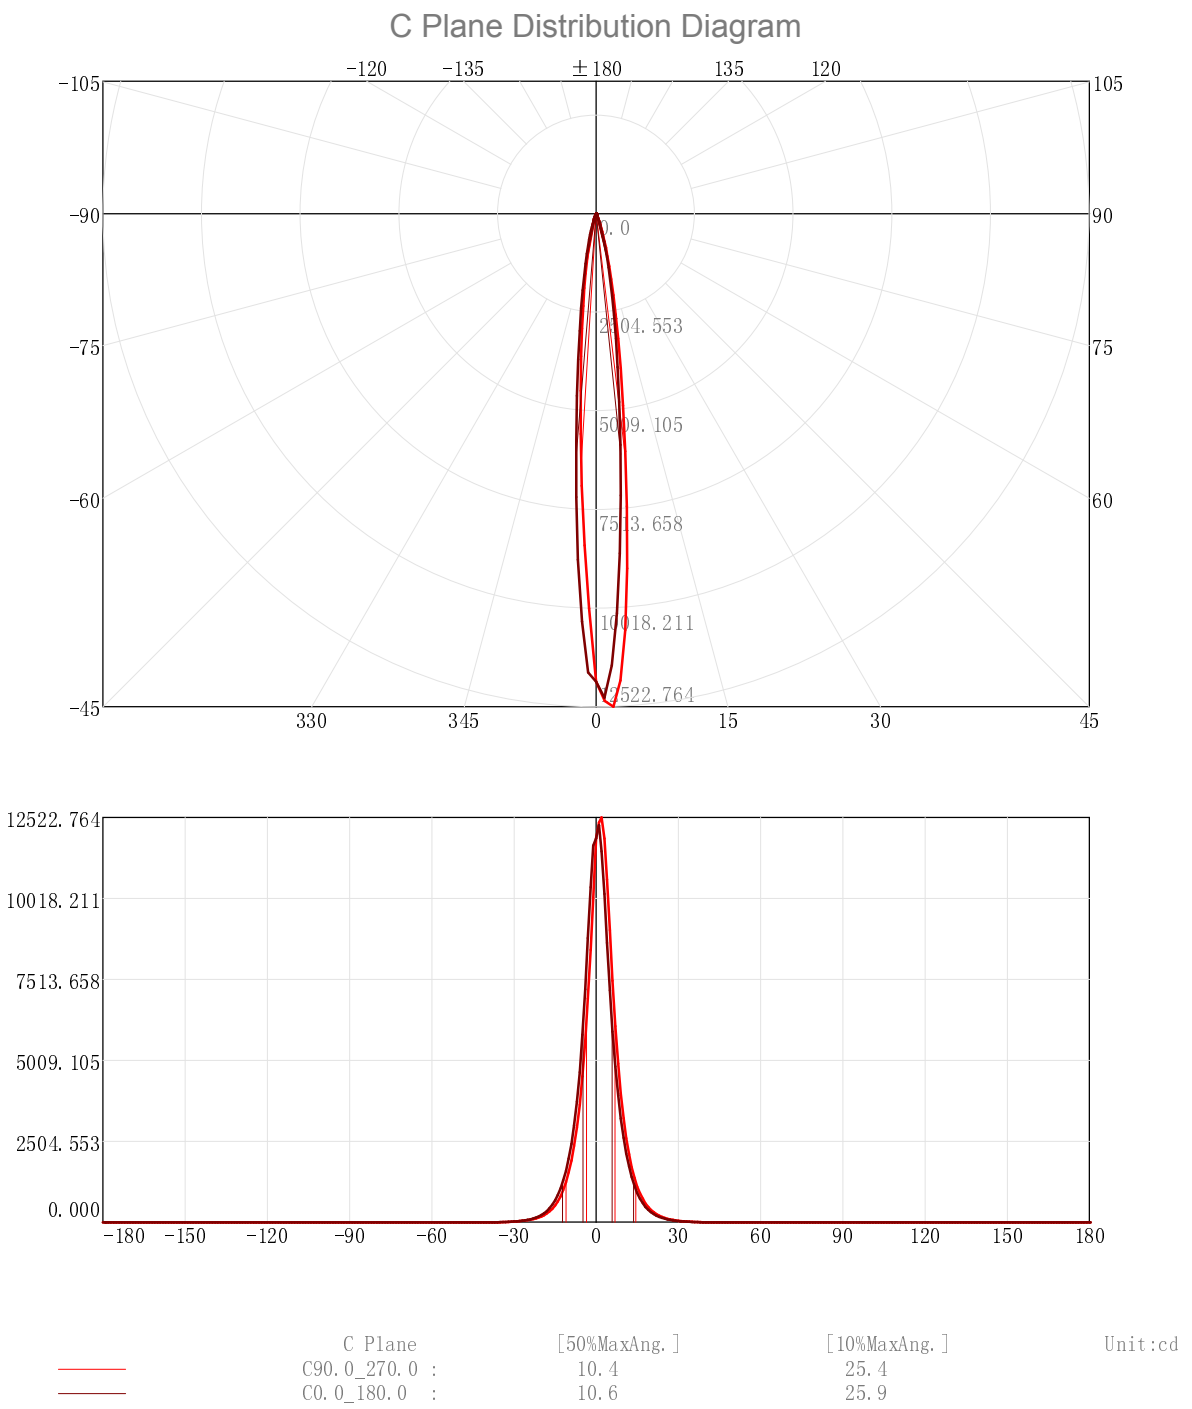 C Plane Distribution Diagram
-120 -135 ±180 135 120
-105 105
-90 90
0.0
2504.553
-75 75
5009.105
-60 60
7513.658
10018.211
12522.764
-45
330 345 0 15 30 45
12522.764
10018.211
7513.658
5009.105
2504.553
0.000
-180 -150 -120 -90 -60 -30 0 30 60 90 120 150 180
C Plane [50%MaxAng.] [10%MaxAng.] Unit:cd
C90.0_270.0 : 10.4 25.4
C0.0_180.0 : 10.6 25.9